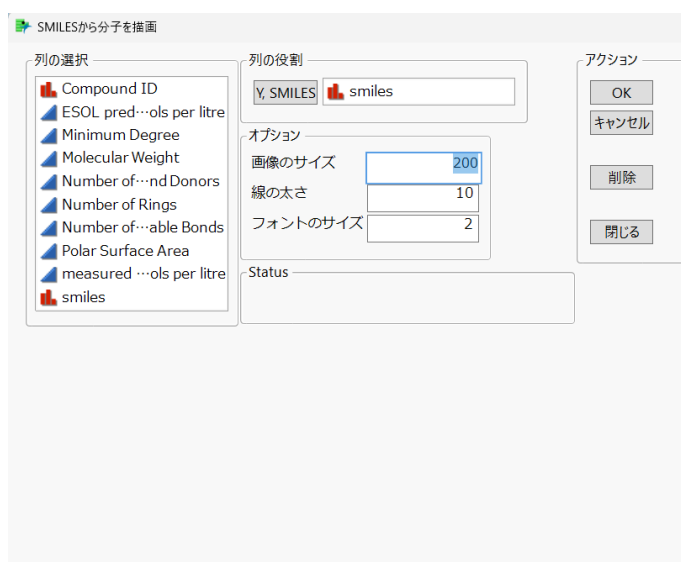 SMILESから分子を描画
列の選択
Compound ID
ESOL pred…ols per litre
Minimum Degree
Molecular Weight
Number of…nd Donors
Number of Rings
Number of…able Bonds
Polar Surface Area
measured …ols per litre
smiles
列の役割
Y, SMILES
smiles
オプション
画像のサイズ 200
線の太さ 10
フォントのサイズ 2
Status
アクション
OK
キャンセル
削除
閉じる